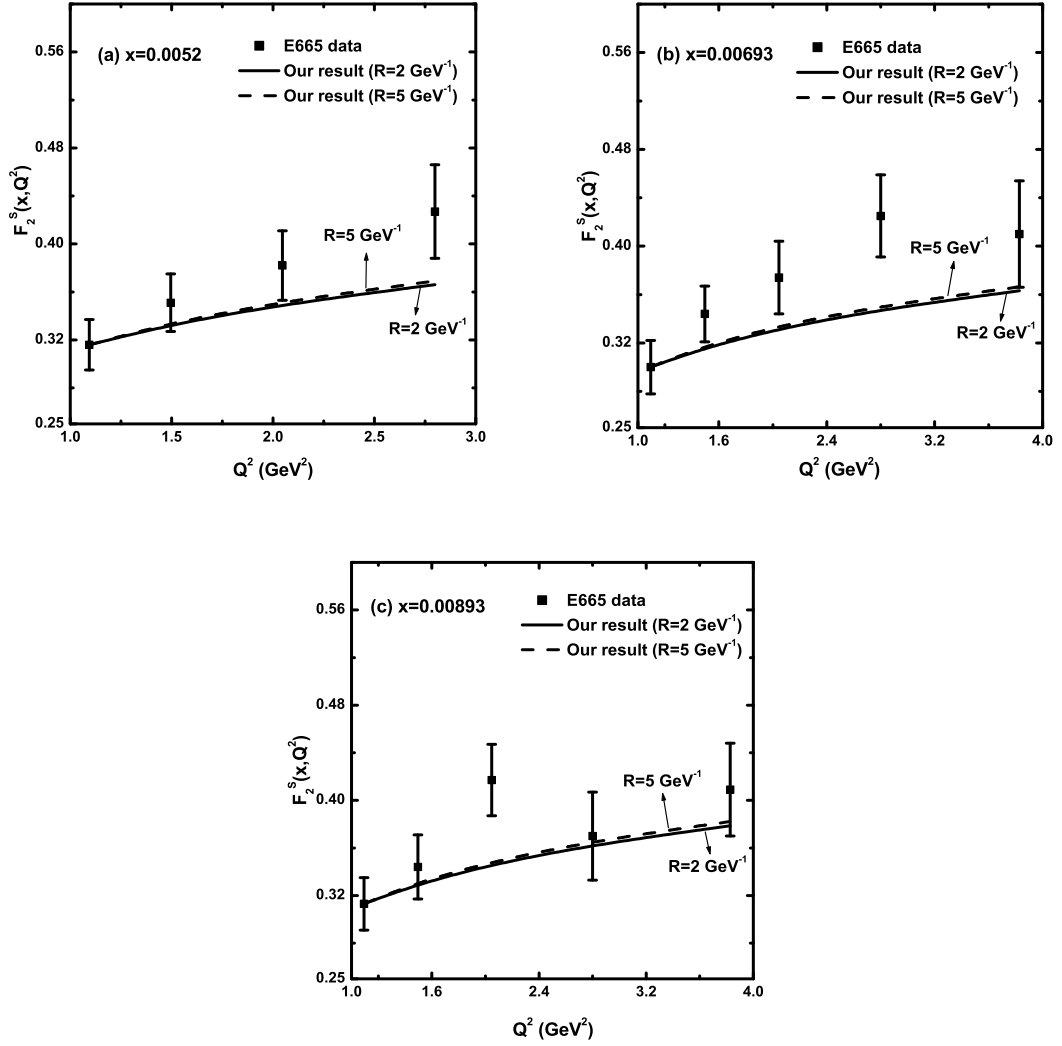 (a) x=0.0052
E665 data
Our result (R=2 GeV⁻¹)
Our result (R=5 GeV⁻¹)
0.56
0.48
0.40
0.32
0.25
F₂ˢ(x,Q²)
R=5 GeV⁻¹
R=2 GeV⁻¹
1.0 1.5 2.0 2.5 3.0
Q² (GeV²)
(b) x=0.00693
E665 data
Our result (R=2 GeV⁻¹)
Our result (R=5 GeV⁻¹)
0.56
0.48
0.40
0.32
0.25
F₂ˢ(x,Q²)
R=5 GeV⁻¹
R=2 GeV⁻¹
1.0 1.6 2.4 3.2 4.0
Q² (GeV²)
(c) x=0.00893
E665 data
Our result (R=2 GeV⁻¹)
Our result (R=5 GeV⁻¹)
0.56
0.48
0.40
0.32
0.25
F₂ˢ(x,Q²)
R=5 GeV⁻¹
R=2 GeV⁻¹
1.0 1.6 2.4 3.2 4.0
Q² (GeV²)